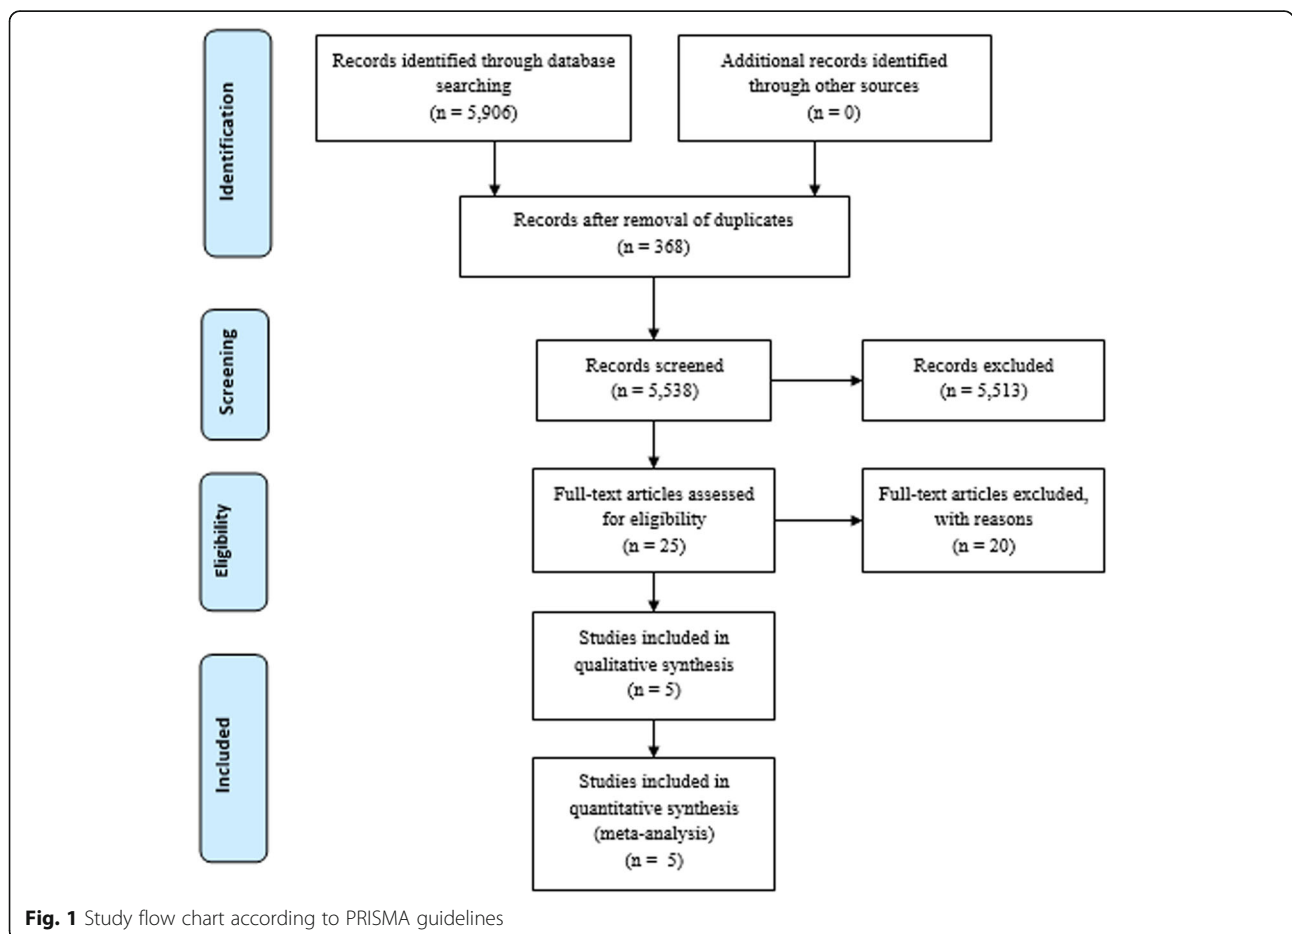 Identification
Records identified through database
searching
(n = 5,906)
Additional records identified
through other sources
(n = 0)
Records after removal of duplicates
(n = 368)
Screening
Records screened
(n = 5,538)
Records excluded
(n = 5,513)
Eligibility
Full-text articles assessed
for eligibility
(n = 25)
Full-text articles excluded,
with reasons
(n = 20)
Included
Studies included in
qualitative synthesis
(n = 5)
Studies included in
quantitative synthesis
(meta-analysis)
(n = 5)
Fig. 1 Study flow chart according to PRISMA guidelines